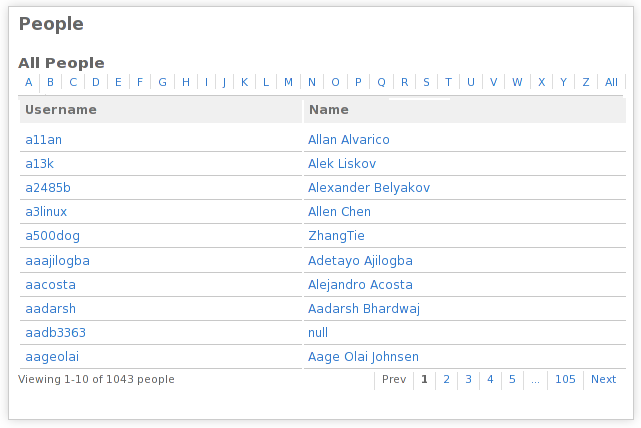 People
All People
A B C D E F G H I J K L M N O P Q R S T U V W X Y Z All
Username Name
a11an Allan Alvarico
a13k Alek Liskov
a2485b Alexander Belyakov
a3linux Allen Chen
a500dog ZhangTie
aaajilogba Adetayo Ajilogba
aacosta Alejandro Acosta
aadarsh Aadarsh Bhardwaj
aadb3363 null
aageolai Aage Olai Johnsen
Viewing 1-10 of 1043 people Prev 1 2 3 4 5 ... 105 Next